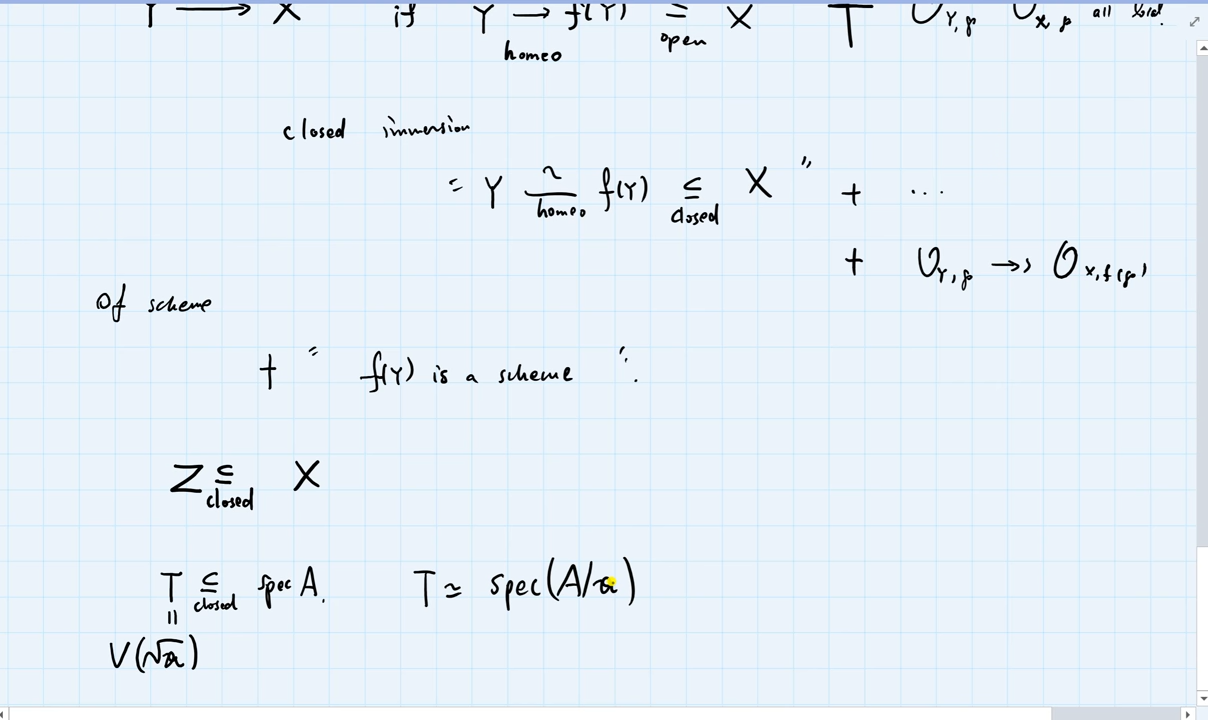 Y ⟶ X if Y → f(Y) ⊆ X T O_{Y,p} O_{X,p} all
homeo open
closed immersion
= Y ≃ f(Y) ⊆ X " + ...
homeo closed
+ O_{Y,p} ↠ O_{X,f(p)}
Of scheme
+ " f(Y) is a scheme ".
Z ⊆ X
closed
T ⊆ spec A. T ≃ spec(A/a)
closed
||
V(√a)